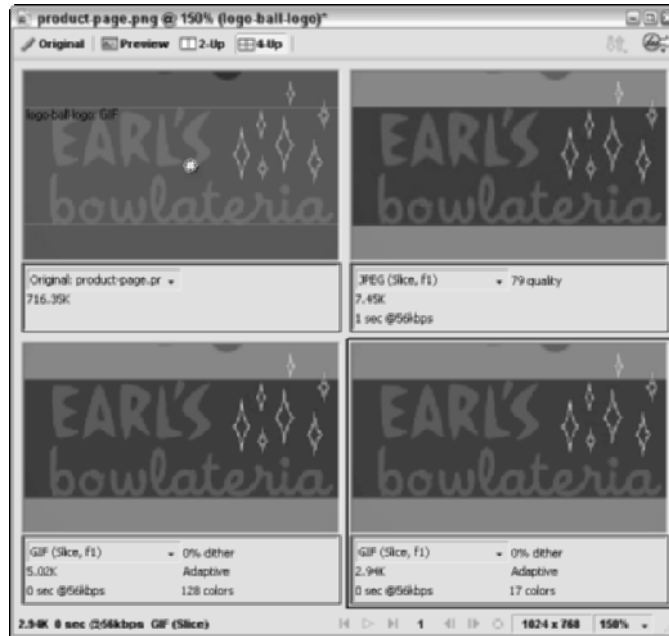 product-page.png @ 150% (logo-ball-logo)*
Original Preview 2-Up 4-Up
logo-ball-logo: GIF
EARL'S
bowlateria
EARL'S
bowlateria
Original: product-page.pr
716.35K
JPEG (Slice, f1) 79 quality
7.45K
1 sec @56kbps
EARL'S
bowlateria
EARL'S
bowlateria
GIF (Slice, f1) 0% dither
5.02K Adaptive
0 sec @56kbps 128 colors
GIF (Slice, f1) 0% dither
2.94K Adaptive
0 sec @56kbps 17 colors
2.94K 0 sec @56kbps GIF (Slice) 1 1024 x 768 150%